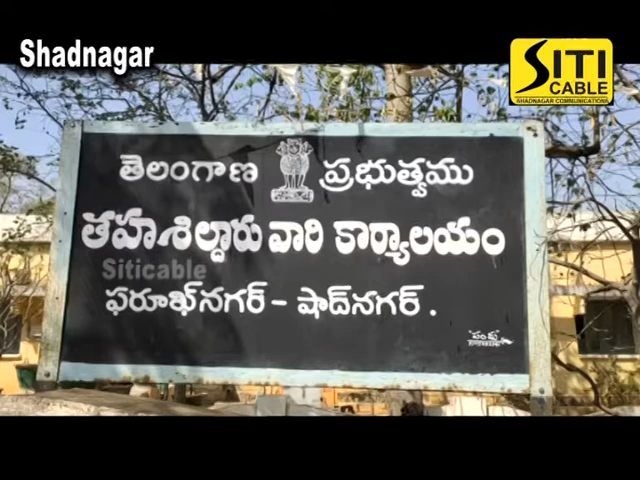 Shadnagar
SITI
CABLE
SHADNAGAR COMMUNICATIONS
తెలంగాణ ప్రభుత్వము
తహశిల్దారు వారి కార్యాలయం
Siticable
ఫరూఖ్‌నగర్ - షాద్‌నగర్.